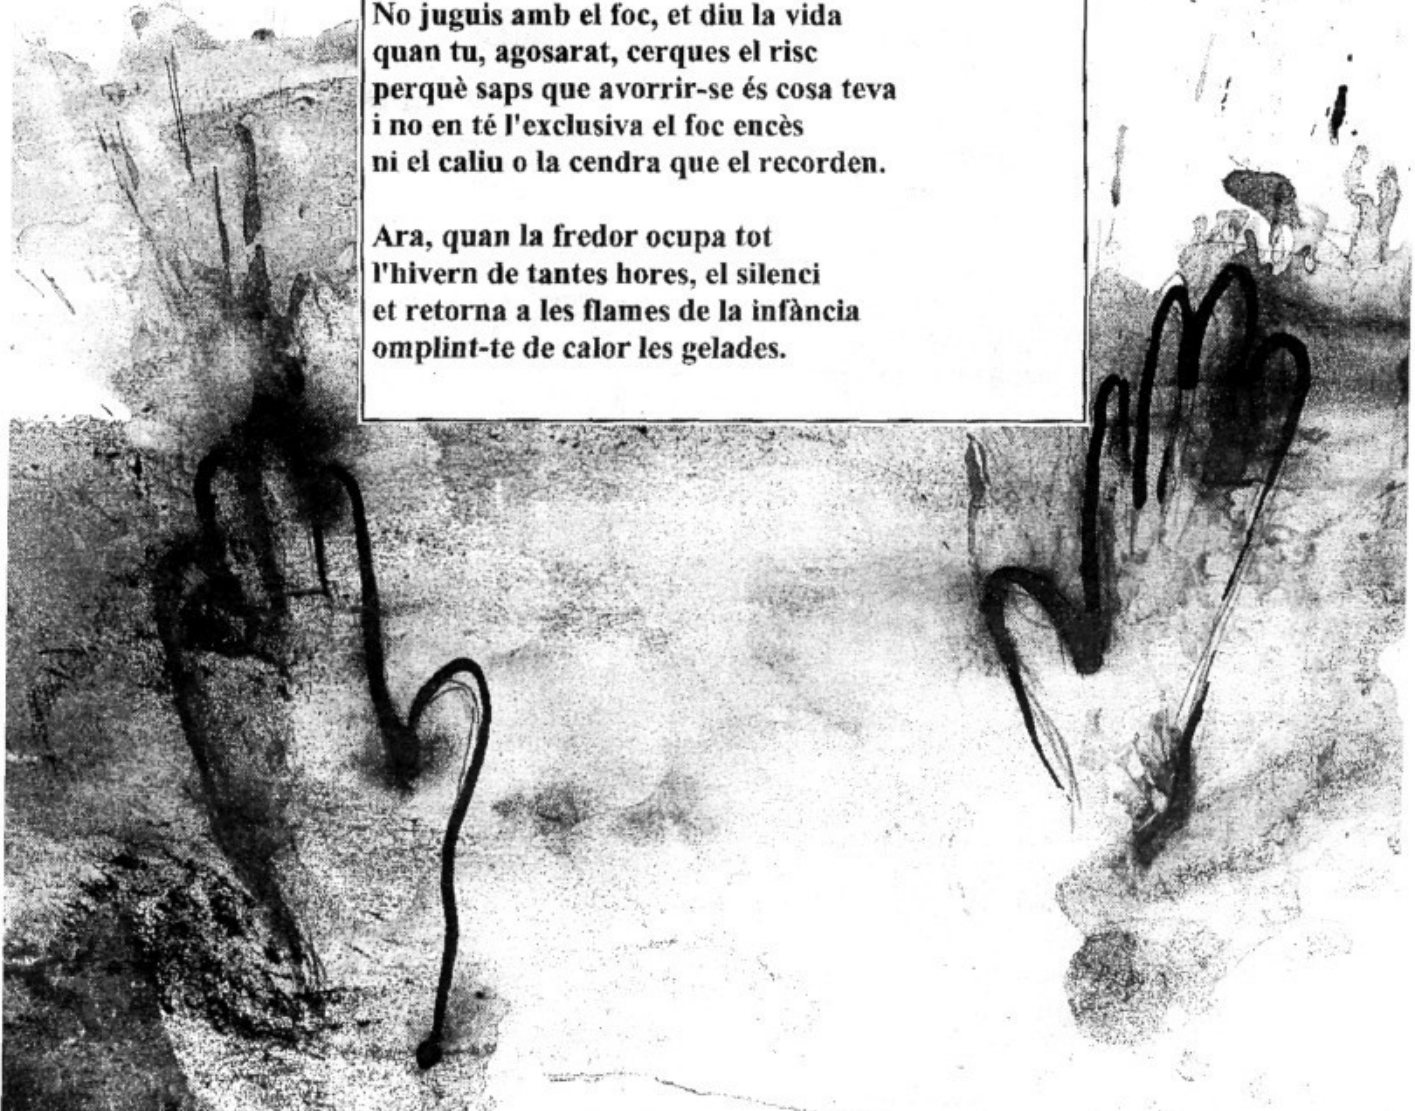 No juguis amb el foc, et diu la vida
quan tu, agosarat, cerques el risc
perquè saps que avorrir-se és cosa teva
i no en té l'exclusiva el foc encès
ni el caliu o la cendra que el recorden.
Ara, quan la fredor ocupa tot
l'hivern de tantes hores, el silenci
et retorna a les flames de la infància
omplint-te de calor les gelades.